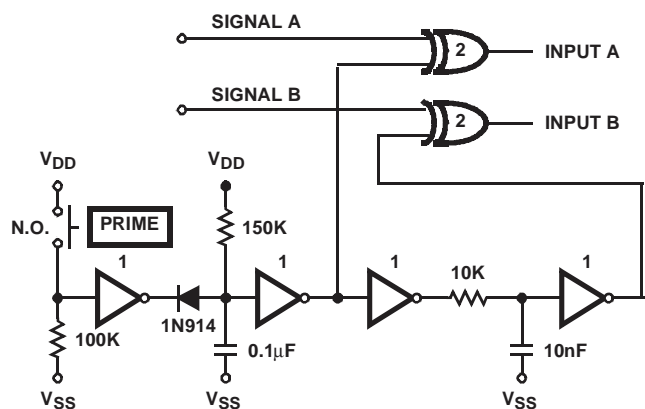 SIGNAL A
2
INPUT A
SIGNAL B
2
INPUT B
VDD
VDD
N.O.
PRIME
150K
1
1
1
10K
1
100K
1N914
0.1μF
10nF
VSS
VSS
VSS